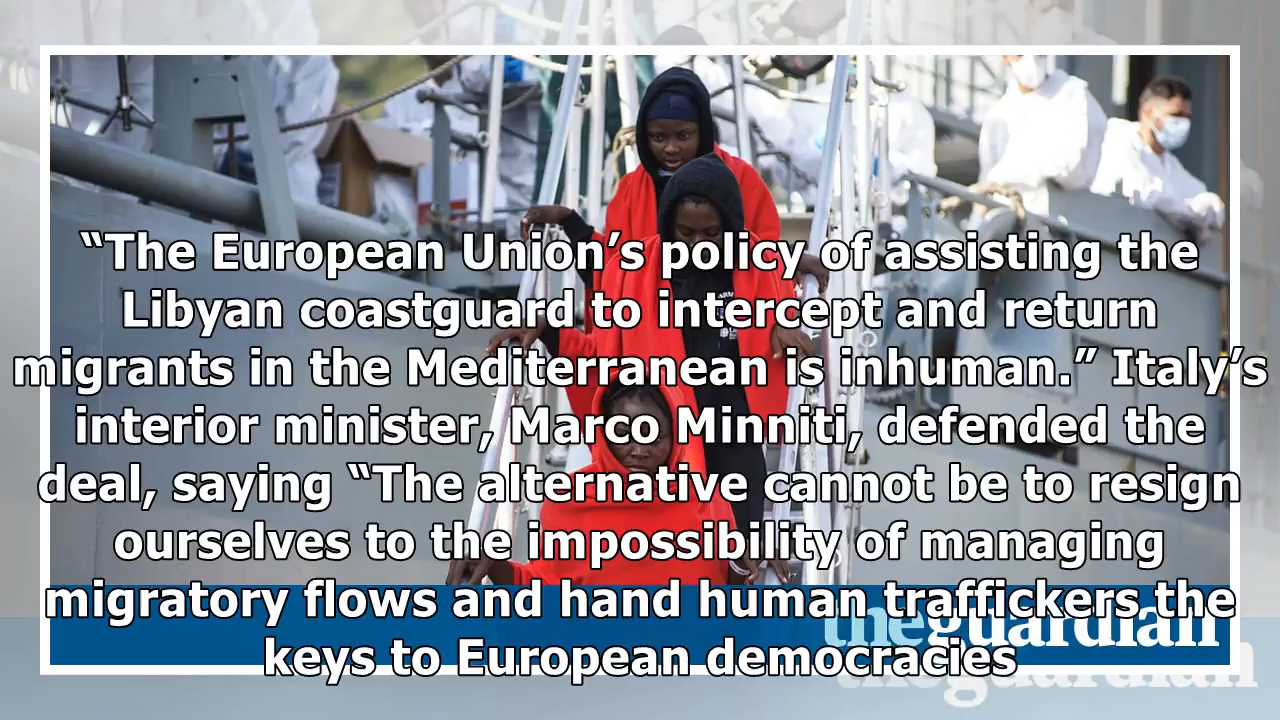 “The European Union’s policy of assisting the
Libyan coastguard to intercept and return
migrants in the Mediterranean is inhuman.” Italy’s
interior minister, Marco Minniti, defended the
deal, saying “The alternative cannot be to resign
ourselves to the impossibility of managing
migratory flows and hand human traffickers the
keys to European democracies
theguardian
theguardian